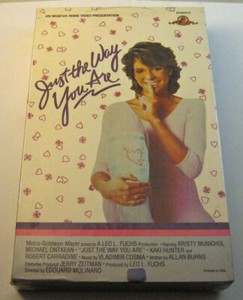 AN MGM/UA HOME VIDEO PRESENTATION
Just the Way
You Are
Metro-Goldwyn-Mayer presents A LEO L. FUCHS Production • Starring KRISTY McNICHOL
MICHAEL ONTKEAN • "JUST THE WAY YOU ARE" • KAKI HUNTER and
ROBERT CARRADINE • Music by VLADIMIR COSMA • Written by ALLAN BURNS
Executive Producer JERRY ZEITMAN • Produced by LEO L. FUCHS
Directed by EDOUARD MOLINARO